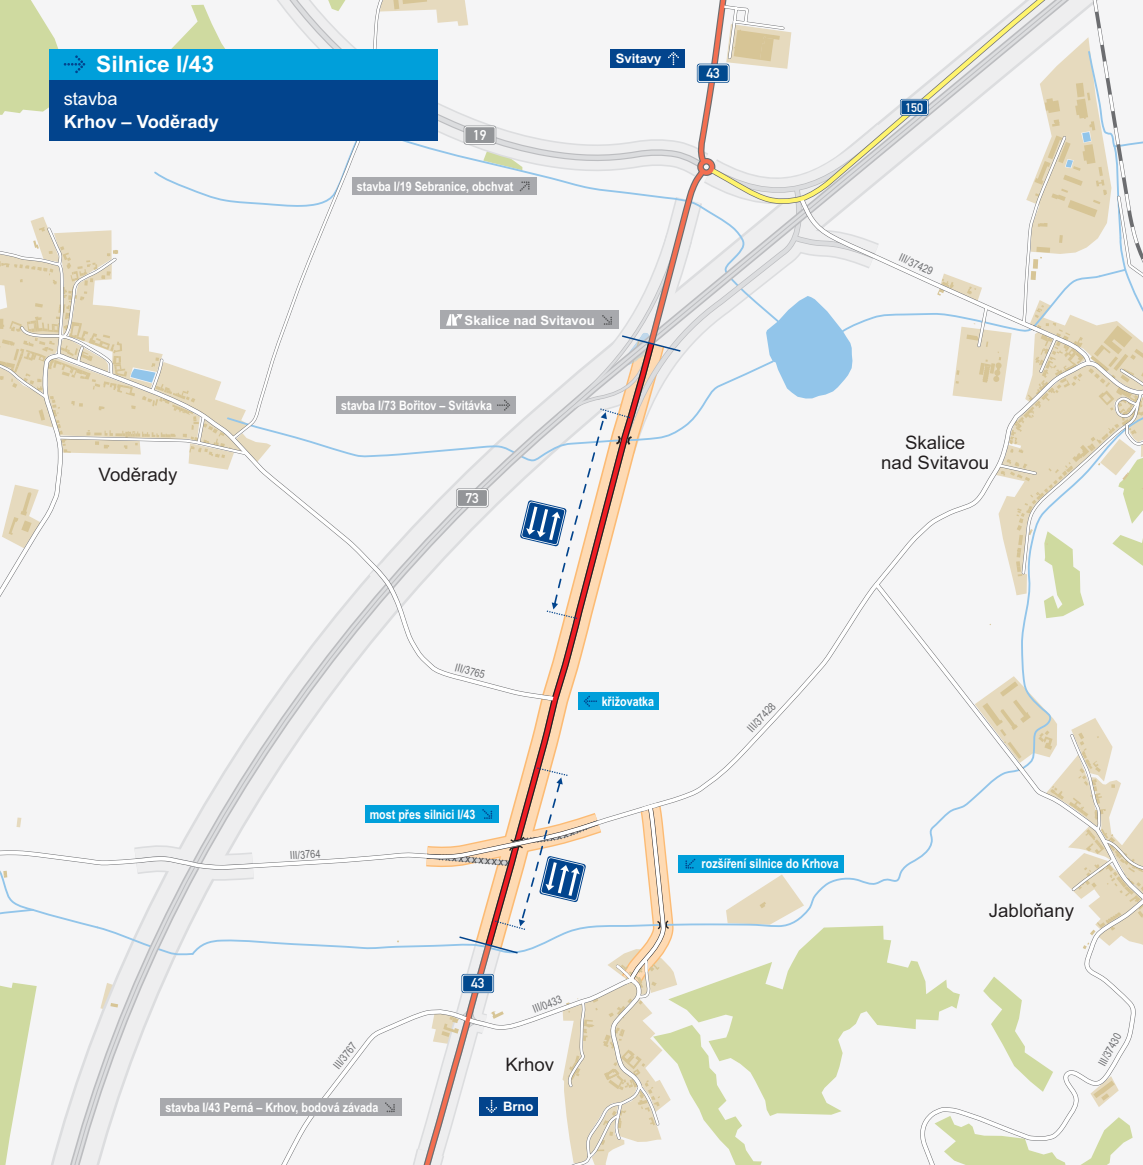 Silnice I/43
stavba
Krhov – Voděrady
Svitavy
43
150
19
stavba I/19 Sebranice, obchvat
III/37429
Skalice nad Svitavou
stavba I/73 Bořitov – Svitávka
Skalice
nad Svitavou
Voděrady
73
III/3765
křižovatka
III/37428
most přes silnici I/43
III/3764
rozšíření silnice do Krhova
Jabloňany
43
III/0433
III/3767
III/37430
Krhov
stavba I/43 Perná – Krhov, bodová závada
Brno